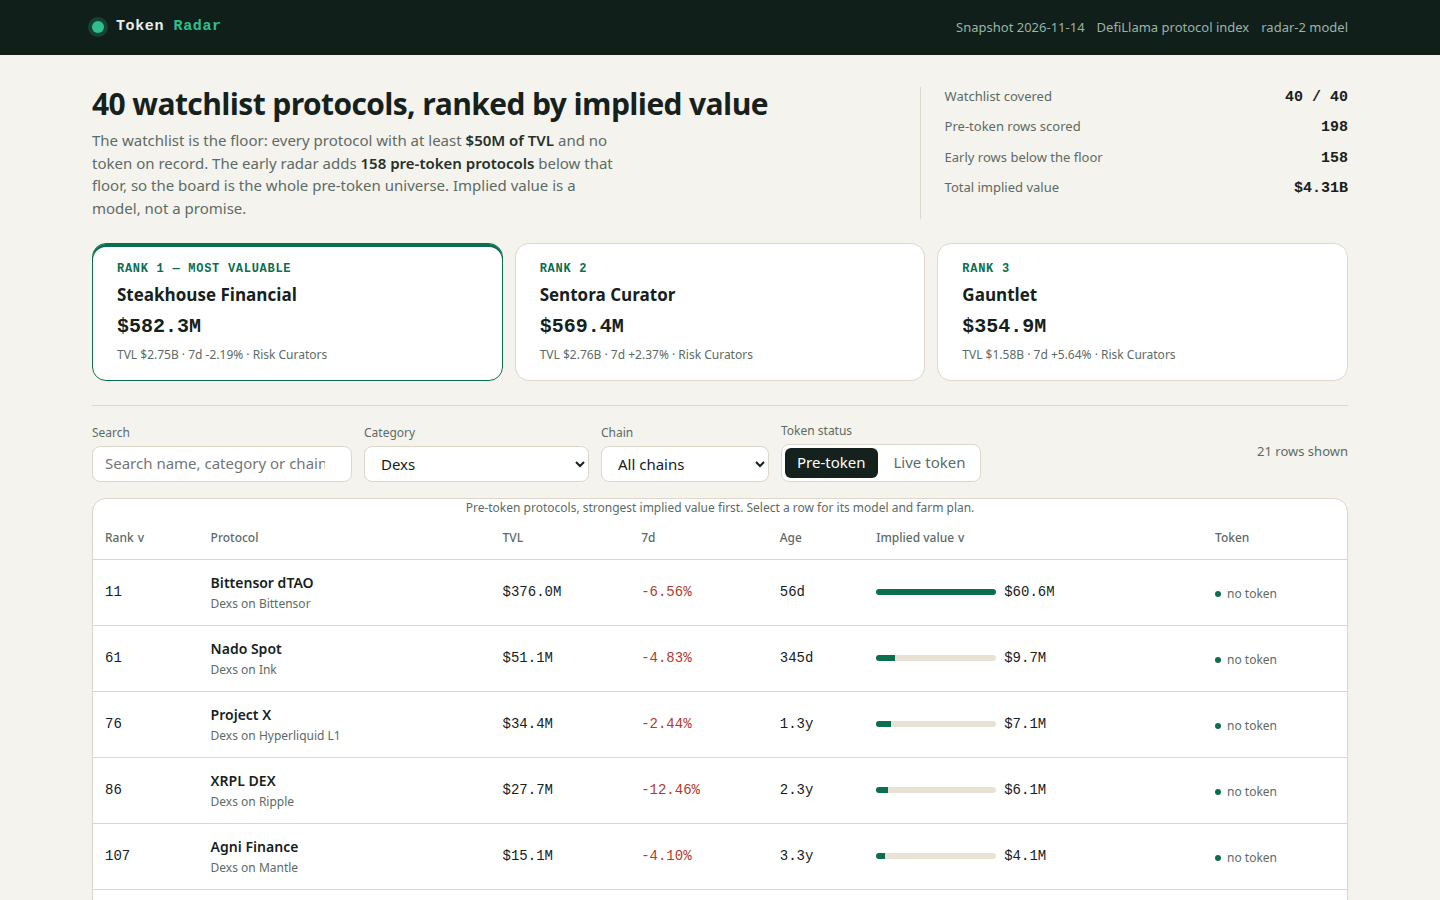 Token Radar
Snapshot 2026-11-14 DefiLlama protocol index radar-2 model
40 watchlist protocols, ranked by implied value
The watchlist is the floor: every protocol with at least $50M of TVL and no
token on record. The early radar adds 158 pre-token protocols below that
floor, so the board is the whole pre-token universe. Implied value is a
model, not a promise.
Watchlist covered 40 / 40
Pre-token rows scored 198
Early rows below the floor 158
Total implied value $4.31B
RANK 1 — MOST VALUABLE
Steakhouse Financial
$582.3M
TVL $2.75B · 7d -2.19% · Risk Curators
RANK 2
Sentora Curator
$569.4M
TVL $2.76B · 7d +2.37% · Risk Curators
RANK 3
Gauntlet
$354.9M
TVL $1.58B · 7d +5.64% · Risk Curators
Search
Search name, category or chain
Category
Dexs
Chain
All chains
Token status
Pre-token Live token
21 rows shown
Pre-token protocols, strongest implied value first. Select a row for its model and farm plan.
Rank v Protocol TVL 7d Age Implied value v Token
11 Bittensor dTAO $376.0M -6.56% 56d $60.6M no token
Dexs on Bittensor
61 Nado Spot $51.1M -4.83% 345d $9.7M no token
Dexs on Ink
76 Project X $34.4M -2.44% 1.3y $7.1M no token
Dexs on Hyperliquid L1
86 XRPL DEX $27.7M -12.46% 2.3y $6.1M no token
Dexs on Ripple
107 Agni Finance $15.1M -4.10% 3.3y $4.1M no token
Dexs on Mantle